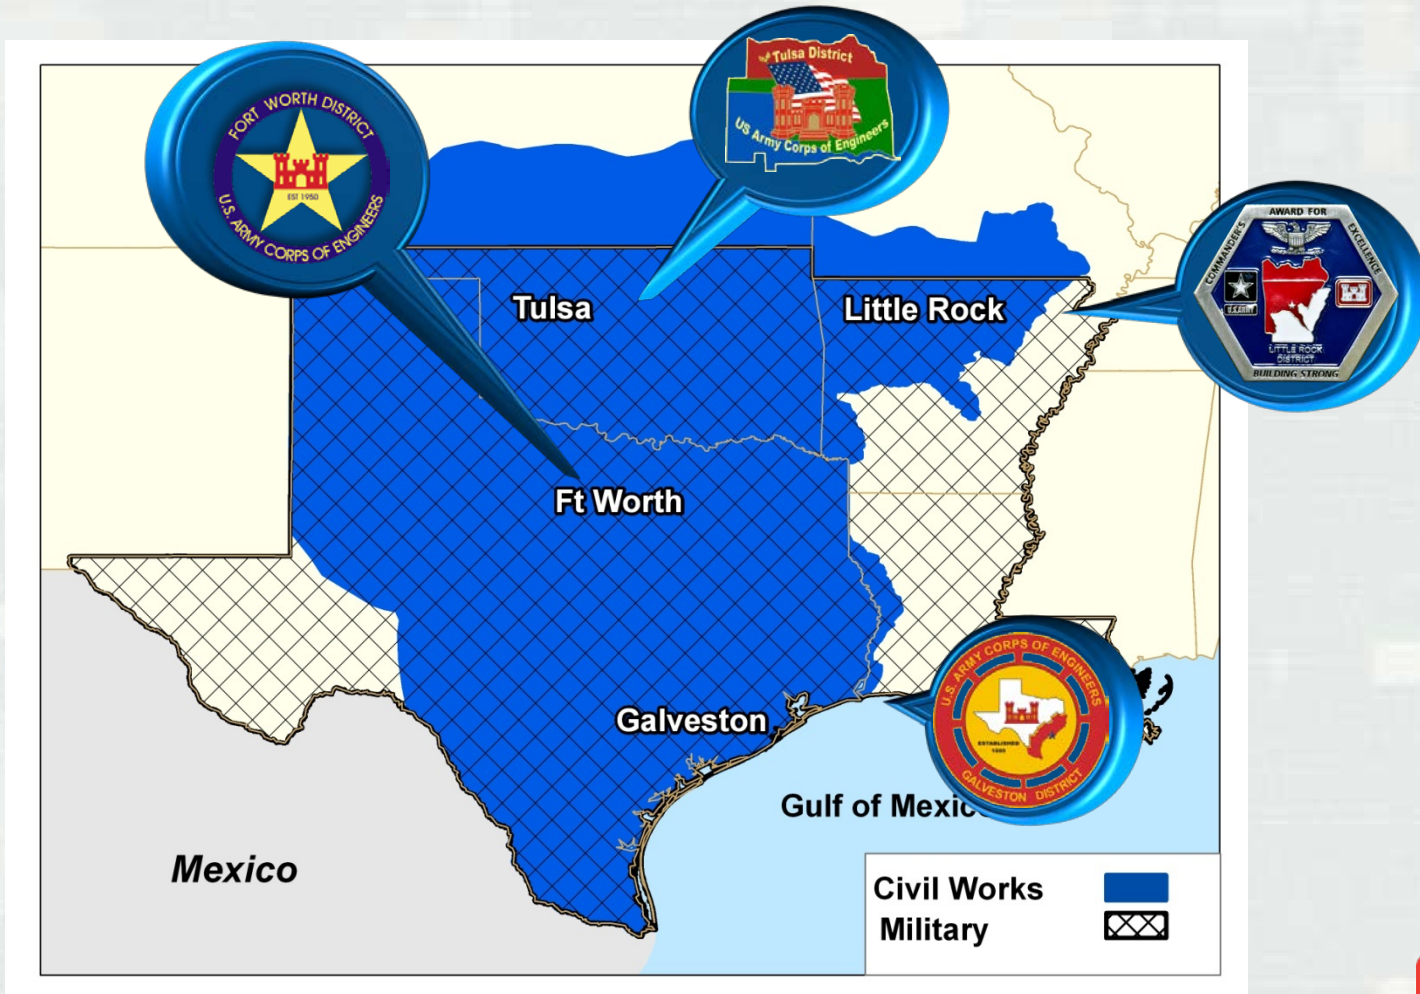 FORT WORTH DISTRICT
EST 1950
U.S. ARMY CORPS OF ENGINEERS
Tulsa District
US Army Corps of Engineers
AWARD FOR
COMMANDER'S
EXCELLENCE
U.S.ARMY
LITTLE ROCK
DISTRICT
BUILDING STRONG
Tulsa
Little Rock
Ft Worth
Galveston
U.S. ARMY CORPS OF ENGINEERS
ESTABLISHED
GALVESTON DISTRICT
Gulf of Mexic
Mexico
Civil Works
Military